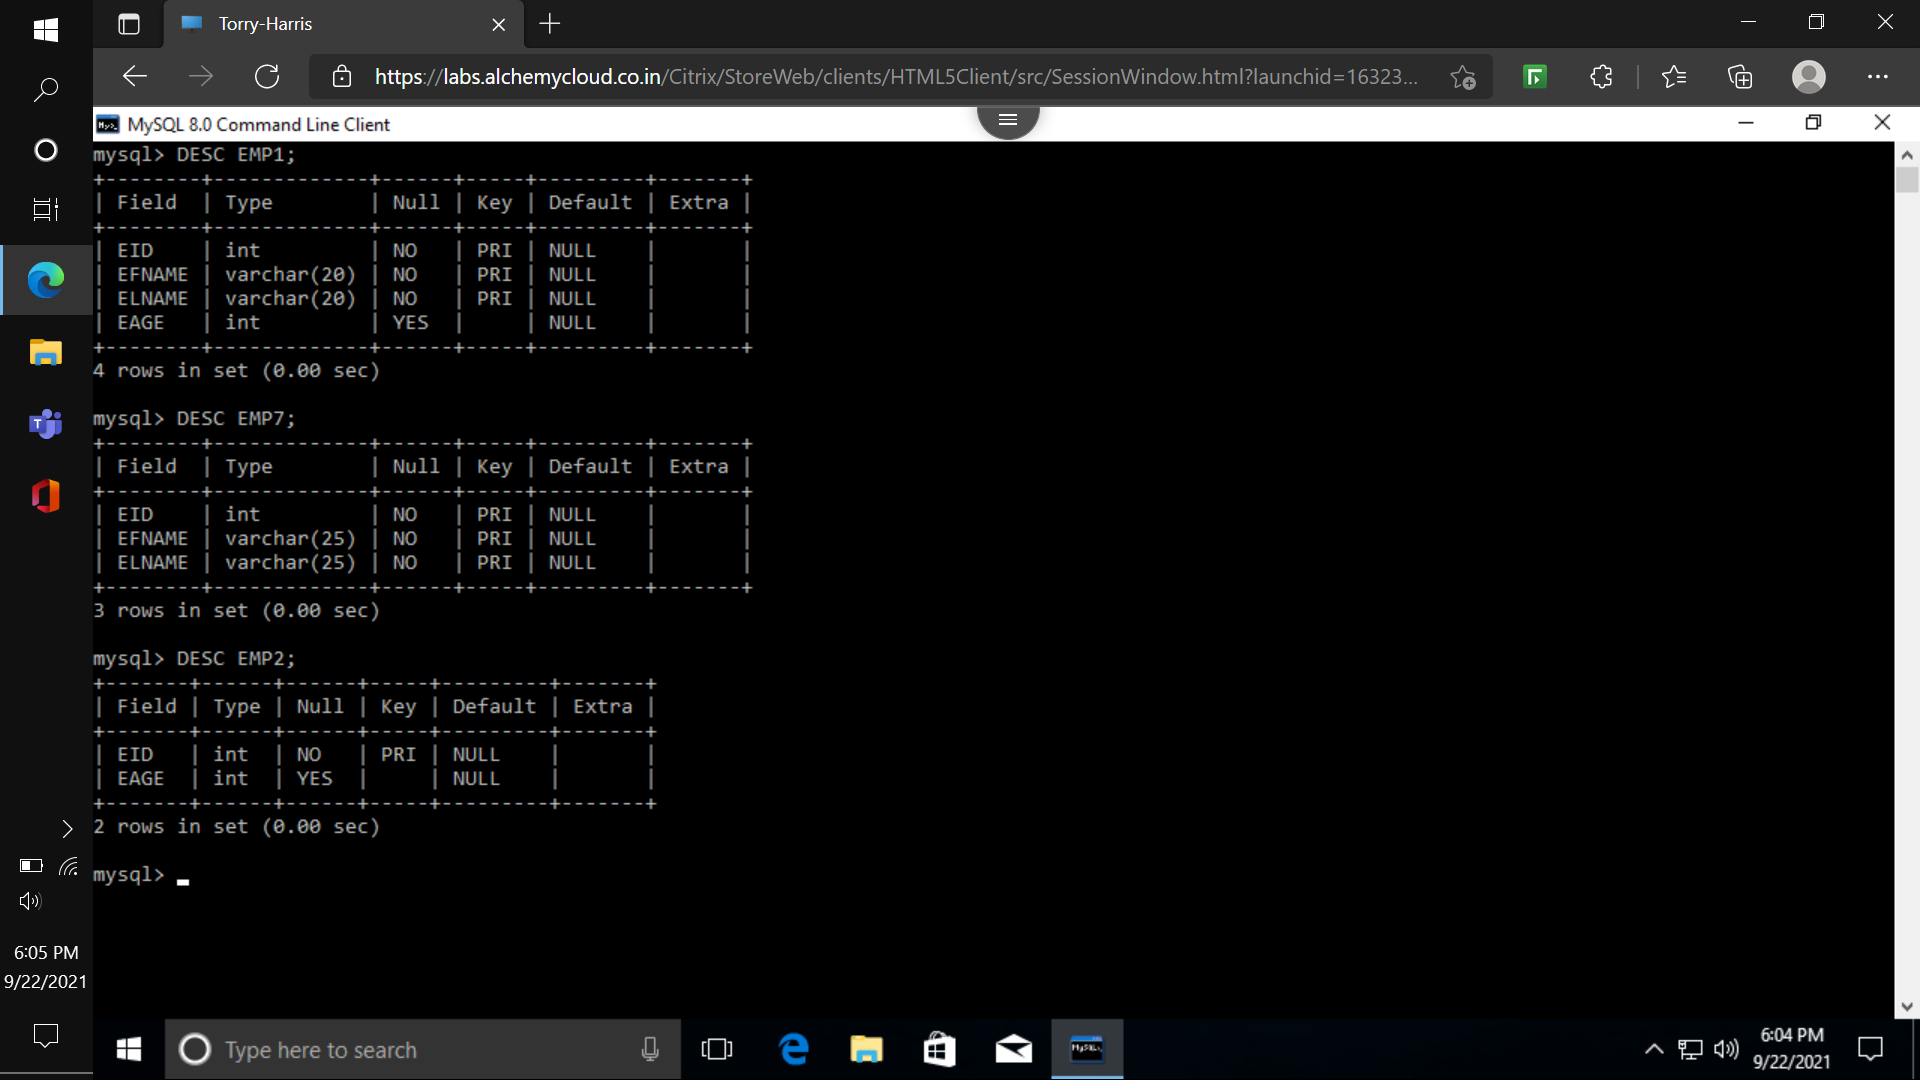 Torry-Harris
https://labs.alchemycloud.co.in/Citrix/StoreWeb/clients/HTML5Client/src/SessionWindow.html?launchid=16323...
MySQL 8.0 Command Line Client
mysql> DESC EMP1;
+--------+-------------+------+-----+---------+-------+
| Field  | Type        | Null | Key | Default | Extra |
+--------+-------------+------+-----+---------+-------+
| EID    | int         | NO   | PRI | NULL    |       |
| EFNAME | varchar(20) | NO   | PRI | NULL    |       |
| ELNAME | varchar(20) | NO   | PRI | NULL    |       |
| EAGE   | int         | YES  |     | NULL    |       |
+--------+-------------+------+-----+---------+-------+
4 rows in set (0.00 sec)
mysql> DESC EMP7;
+--------+-------------+------+-----+---------+-------+
| Field  | Type        | Null | Key | Default | Extra |
+--------+-------------+------+-----+---------+-------+
| EID    | int         | NO   | PRI | NULL    |       |
| EFNAME | varchar(25) | NO   | PRI | NULL    |       |
| ELNAME | varchar(25) | NO   | PRI | NULL    |       |
+--------+-------------+------+-----+---------+-------+
3 rows in set (0.00 sec)
mysql> DESC EMP2;
+-------+------+------+-----+---------+-------+
| Field | Type | Null | Key | Default | Extra |
+-------+------+------+-----+---------+-------+
| EID   | int  | NO   | PRI | NULL    |       |
| EAGE  | int  | YES  |     | NULL    |       |
+-------+------+------+-----+---------+-------+
2 rows in set (0.00 sec)
mysql>
6:05 PM
9/22/2021
Type here to search
6:04 PM
9/22/2021